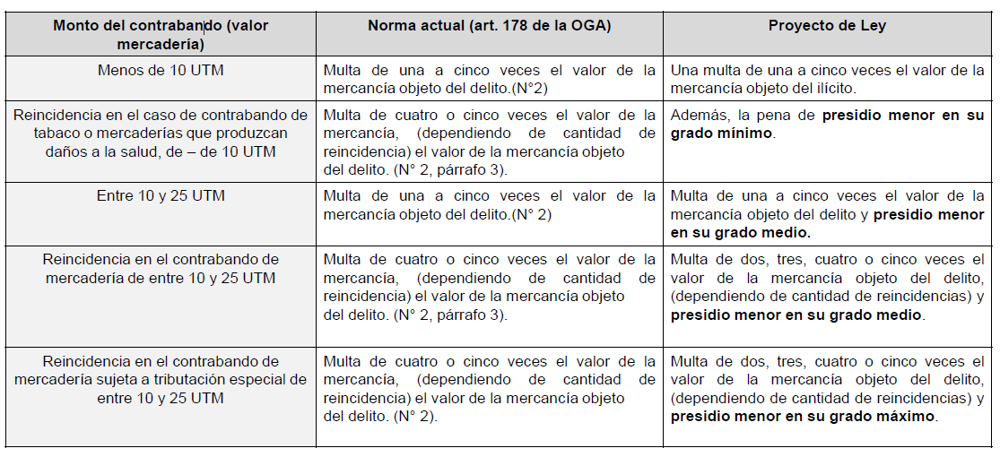 Monto del contrabando (valor
mercadería)
Norma actual (art. 178 de la OGA)
Proyecto de Ley
Menos de 10 UTM
Multa de una a cinco veces el valor de la
mercancía objeto del delito.(N°2)
Una multa de una a cinco veces el valor de la
mercancía objeto del ilícito.
Reincidencia en el caso de contrabando de
tabaco o mercaderías que produzcan
daños a la salud, de – de 10 UTM
Multa de cuatro o cinco veces el valor de la
mercancía, (dependiendo de cantidad de
reincidencia) el valor de la mercancía objeto
del delito. (N° 2, párrafo 3).
Además, la pena de presidio menor en su
grado mínimo.
Entre 10 y 25 UTM
Multa de una a cinco veces el valor de la
mercancía objeto del delito.(N° 2)
Multa de una a cinco veces el valor de la
mercancía objeto del delito y presidio menor
en su grado medio.
Reincidencia en el contrabando de
mercadería de entre 10 y 25 UTM
Multa de cuatro o cinco veces el valor de la
mercancía, (dependiendo de cantidad de
reincidencia) el valor de la mercancía objeto
del delito. (N° 2, párrafo 3).
Multa de dos, tres, cuatro o cinco veces el
valor de la mercancía objeto del delito,
(dependiendo de cantidad de reincidencias) y
presidio menor en su grado medio.
Reincidencia en el contrabando de
mercadería sujeta a tributación especial de
entre 10 y 25 UTM
Multa de cuatro o cinco veces el valor de la
mercancía, (dependiendo de cantidad de
reincidencia) el valor de la mercancía objeto
del delito. (N° 2).
Multa de dos, tres, cuatro o cinco veces el
valor de la mercancía objeto del delito,
(dependiendo de cantidad de reincidencias) y
presidio menor en su grado máximo.